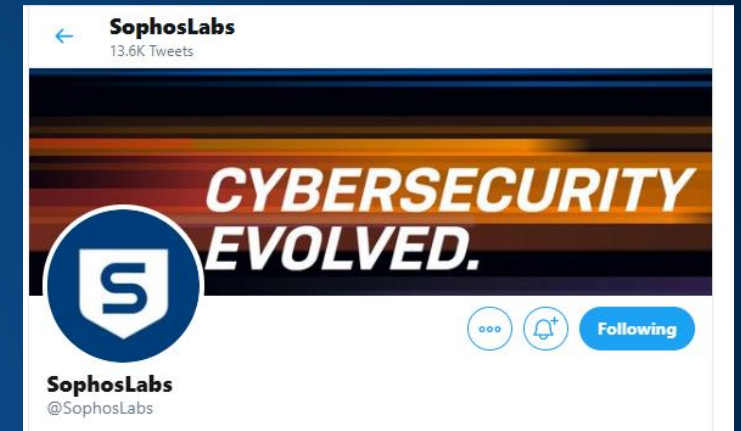 SophosLabs
13.6K Tweets
CYBERSECURITY
EVOLVED.
S
Following
SophosLabs
@SophosLabs